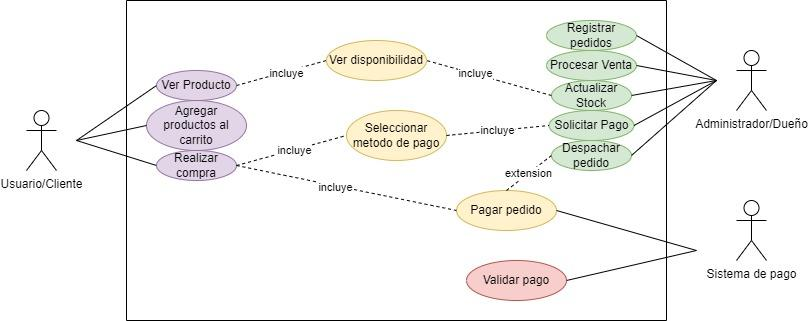 Registrar
pedidos
Ver disponibilidad
Procesar Venta
incluye
incluye
Ver Producto
Actualizar
Stock
Agregar
productos al
carrito
Seleccionar
metodo de pago
incluye
Solicitar Pago
Administrador/Dueño
incluye
Realizar
compra
Despachar
pedido
extension
Usuario/Cliente
incluye
Pagar pedido
Validar pago
Sistema de pago